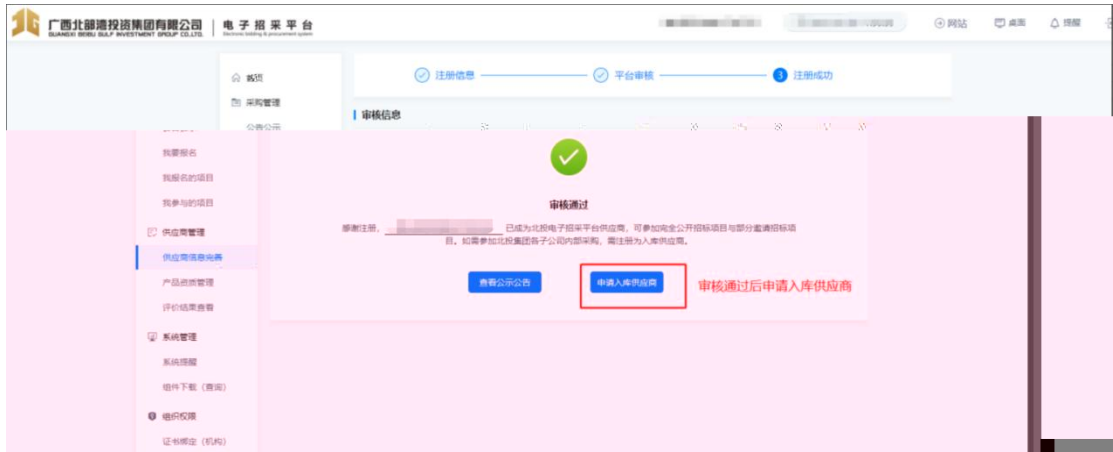 广西北部湾投资集团有限公司
GUANGXI BEIBU GULF INVESTMENT GROUP CO.,LTD.
电子招采平台
Electronic bidding & procurement system
网站
桌面
提醒
首页
采购管理
公告公示
注册信息
平台审核
3 注册成功
审核信息
我要报名
我报名的项目
我参与的项目
供应商管理
供应商信息完善
产品资质管理
评价结果查看
系统管理
系统提醒
组件下载（查询）
组织权限
证书绑定（机构）
审核通过
感谢注册，
已成为北投电子招采平台供应商，可参加完全公开招标项目与部分邀请招标项
目。如需参加北投集团各子公司内部采购，需注册为入库供应商。
查看公示公告
申请入库供应商
审核通过后申请入库供应商